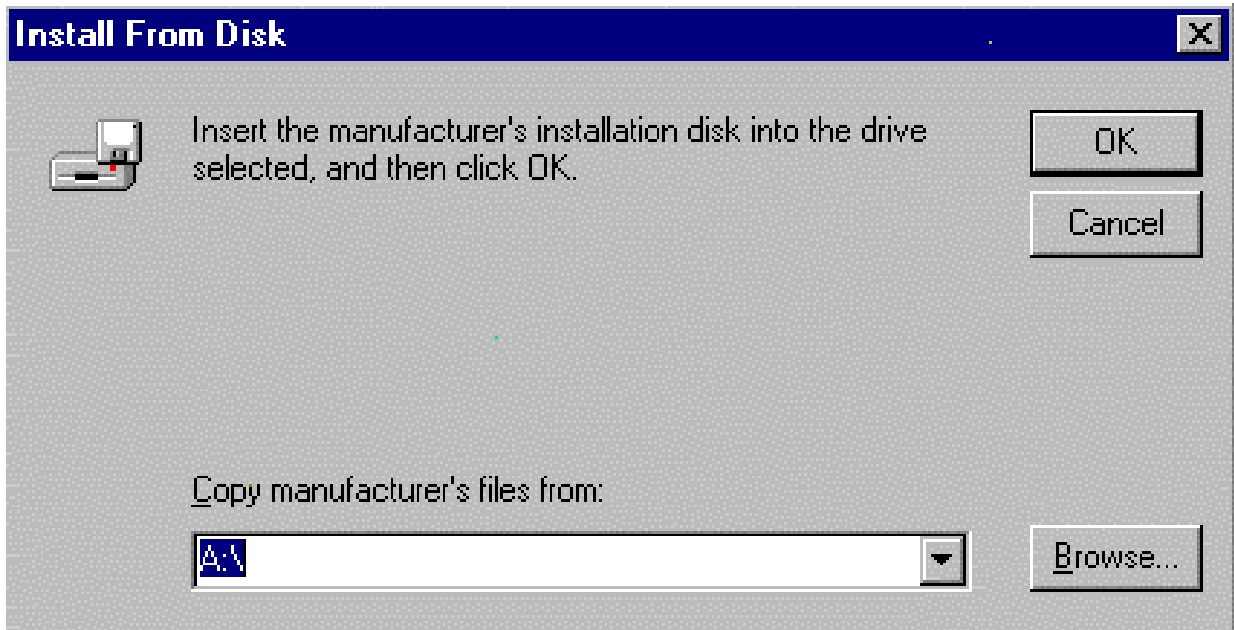 Install From Disk
Insert the manufacturer's installation disk into the drive
selected, and then click OK.
OK
Cancel
Copy manufacturer's files from:
A:\
Browse...